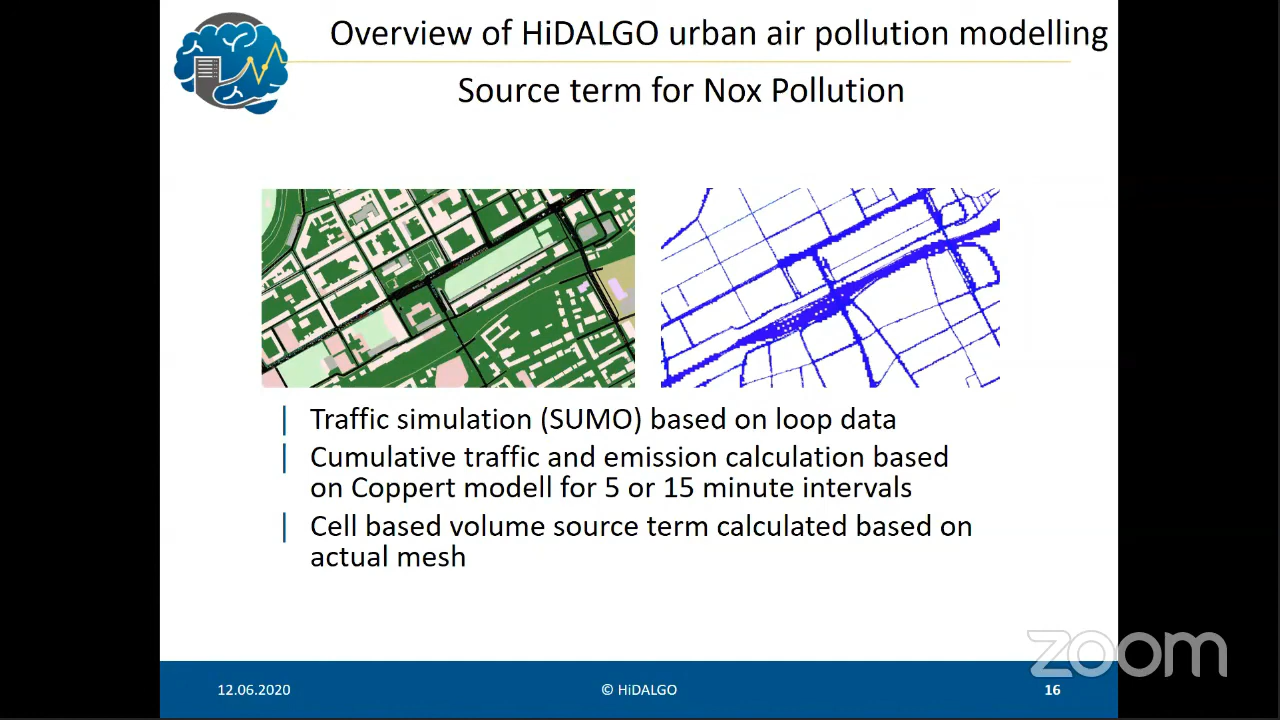 Overview of HiDALGO urban air pollution modelling
Source term for Nox Pollution
Traffic simulation (SUMO) based on loop data
Cumulative traffic and emission calculation based
on Coppert modell for 5 or 15 minute intervals
Cell based volume source term calculated based on
actual mesh
zoom
12.06.2020
© HiDALGO
16